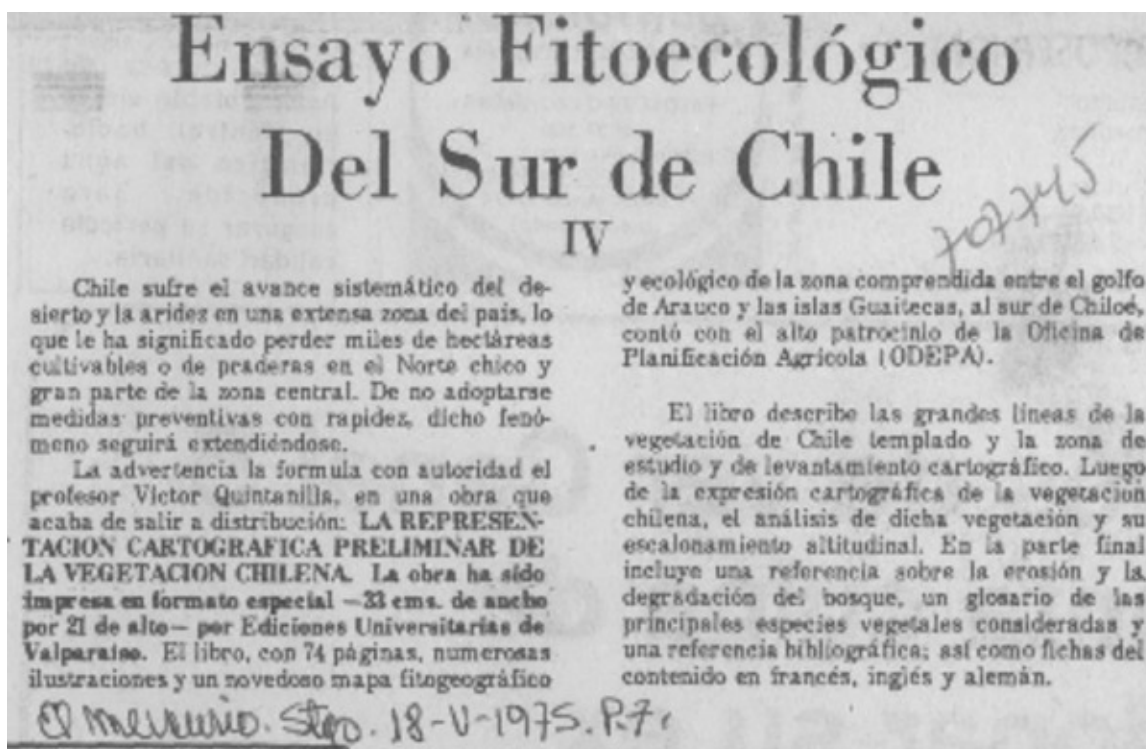 Ensayo Fitoecológico
Del Sur de Chile
IV
Chile sufre el avance sistemático del de-
sierto y la aridez en una extensa zona del país, lo
que le ha significado perder miles de hectáreas
cultivables o de praderas en el Norte chico y
gran parte de la zona central. De no adoptarse
medidas preventivas con rapidez, dicho fenó-
meno seguirá extendiéndose.
La advertencia la formula con autoridad el
profesor Víctor Quintanilla, en una obra que
acaba de salir a distribución: LA REPRESEN-
TACION CARTOGRAFICA PRELIMINAR DE
LA VEGETACION CHILENA. La obra ha sido
impresa en formato especial —33 cms. de ancho
por 21 de alto— por Ediciones Universitarias de
Valparaíso. El libro, con 74 páginas, numerosas
ilustraciones y un novedoso mapa fitogeográfico
y ecológico de la zona comprendida entre el golfo
de Arauco y las islas Guaitecas, al sur de Chiloé,
contó con el alto patrocinio de la Oficina de
Planificación Agrícola (ODEPA).
El libro describe las grandes líneas de la
vegetación de Chile templado y la zona de
estudio y de levantamiento cartográfico. Luego
de la expresión cartográfica de la vegetación
chilena, el análisis de dicha vegetación y su
escalonamiento altitudinal. En la parte final
incluye una referencia sobre la erosión y la
degradación del bosque, un glosario de las
principales especies vegetales consideradas y
una referencia bibliográfica; así como fichas del
contenido en francés, inglés y alemán.
707745
El Mercurio. Stgo. 18-V-1975. P.7.